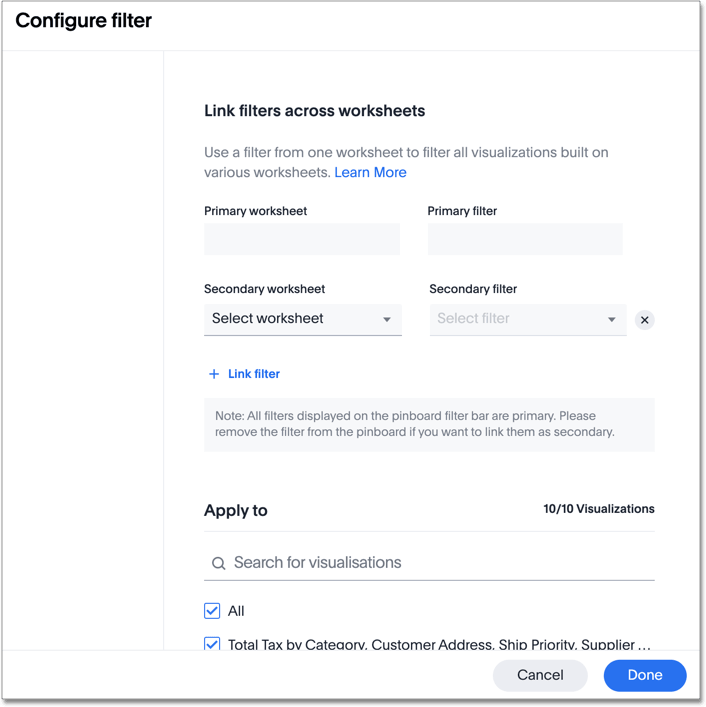 Configure filter
Link filters across worksheets
Use a filter from one worksheet to filter all visualizations built on
various worksheets. Learn More
Primary worksheet
Primary filter
Secondary worksheet
Secondary filter
Select worksheet
Select filter
+ Link filter
Note: All filters displayed on the pinboard filter bar are primary. Please
remove the filter from the pinboard if you want to link them as secondary.
Apply to
10/10 Visualizations
Search for visualisations
All
Total Tax by Category, Customer Address, Ship Priority, Supplier ...
Cancel
Done